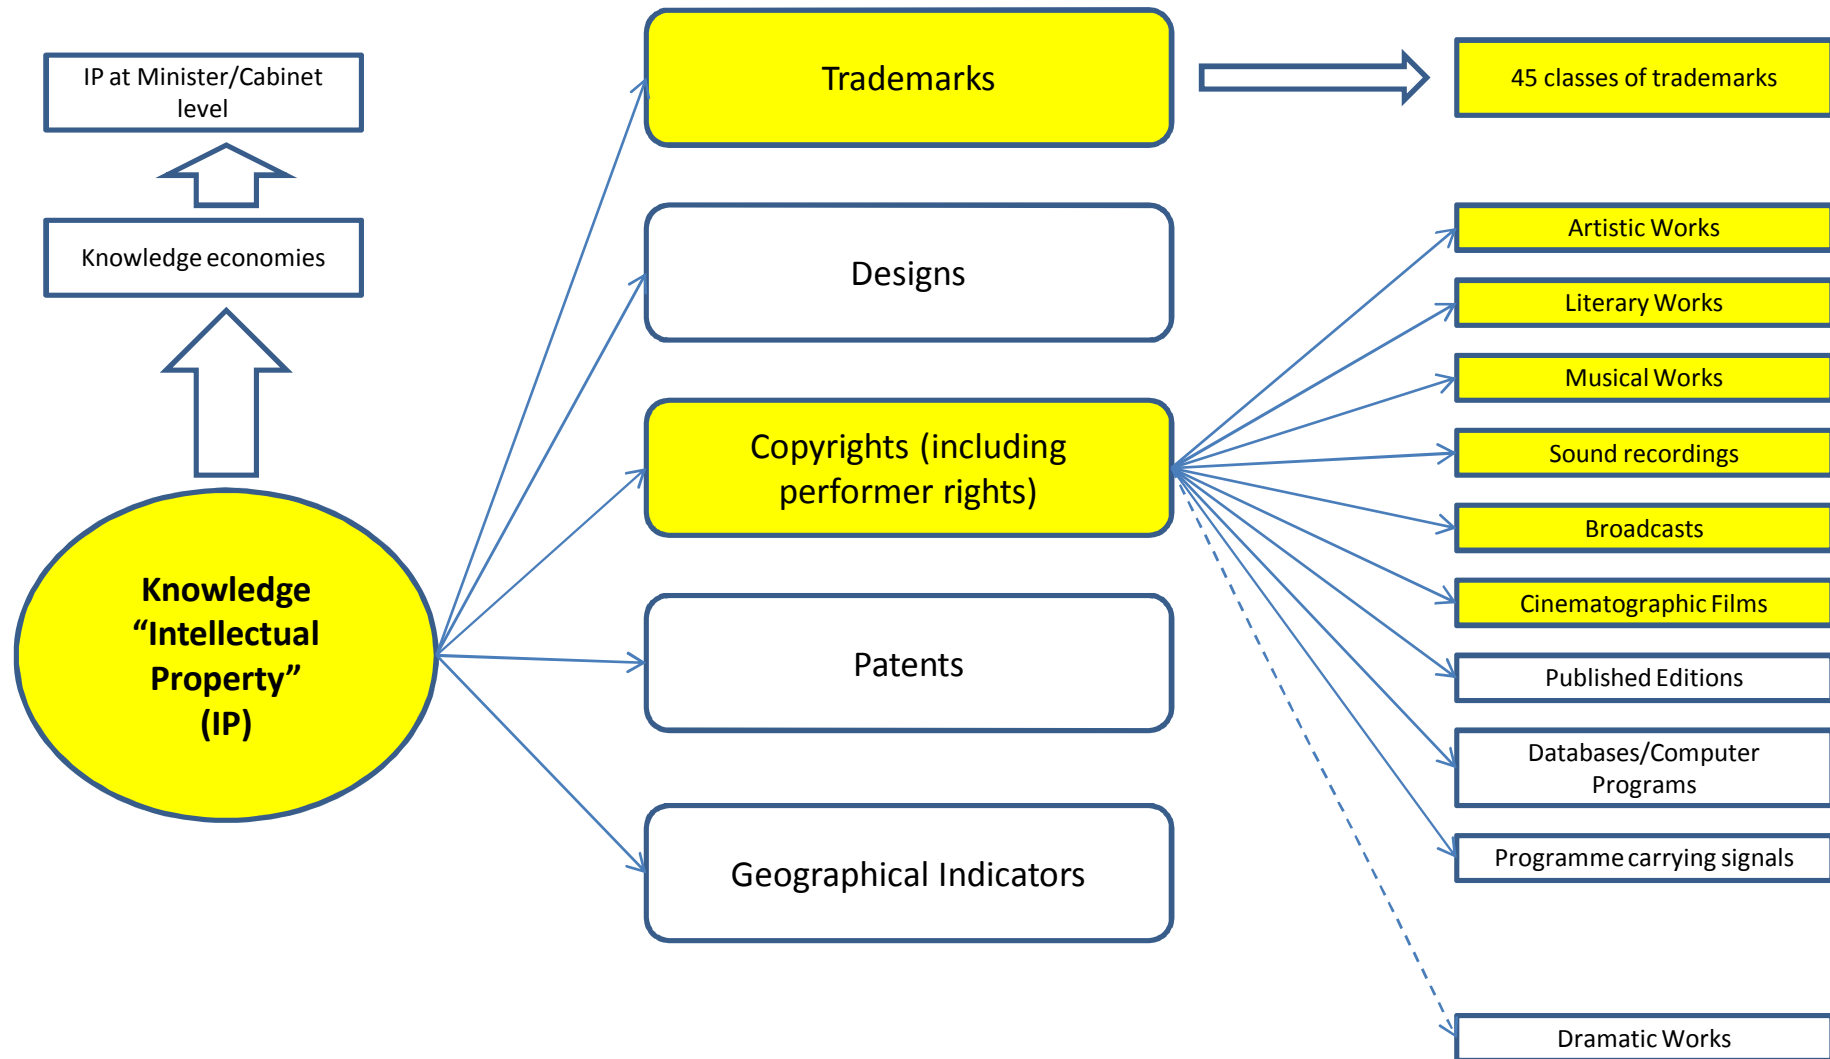 IP at Minister/Cabinet
level
Knowledge economies
Knowledge
“Intellectual
Property”
(IP)
Trademarks
Designs
Copyrights (including
performer rights)
Patents
Geographical Indicators
45 classes of trademarks
Artistic Works
Literary Works
Musical Works
Sound recordings
Broadcasts
Cinematographic Films
Published Editions
Databases/Computer
Programs
Programme carrying signals
Dramatic Works